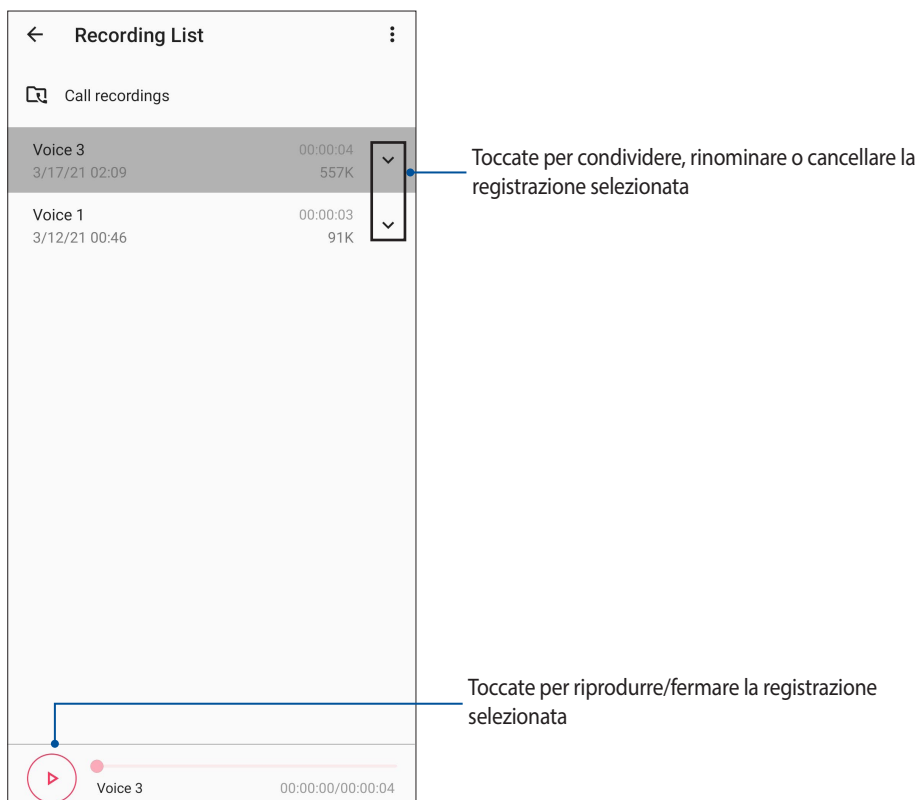 Recording List
Call recordings
Voice 3 00:00:04
3/17/21 02:09 557K
Toccate per condividere, rinominare o cancellare la
registrazione selezionata
Voice 1 00:00:03
3/12/21 00:46 91K
Toccate per riprodurre/fermare la registrazione
selezionata
Voice 3 00:00:00/00:00:04